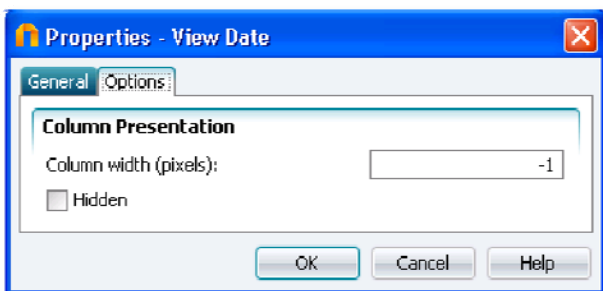 Properties - View Date
General Options
Column Presentation
Column width (pixels): -1
Hidden
OK Cancel Help